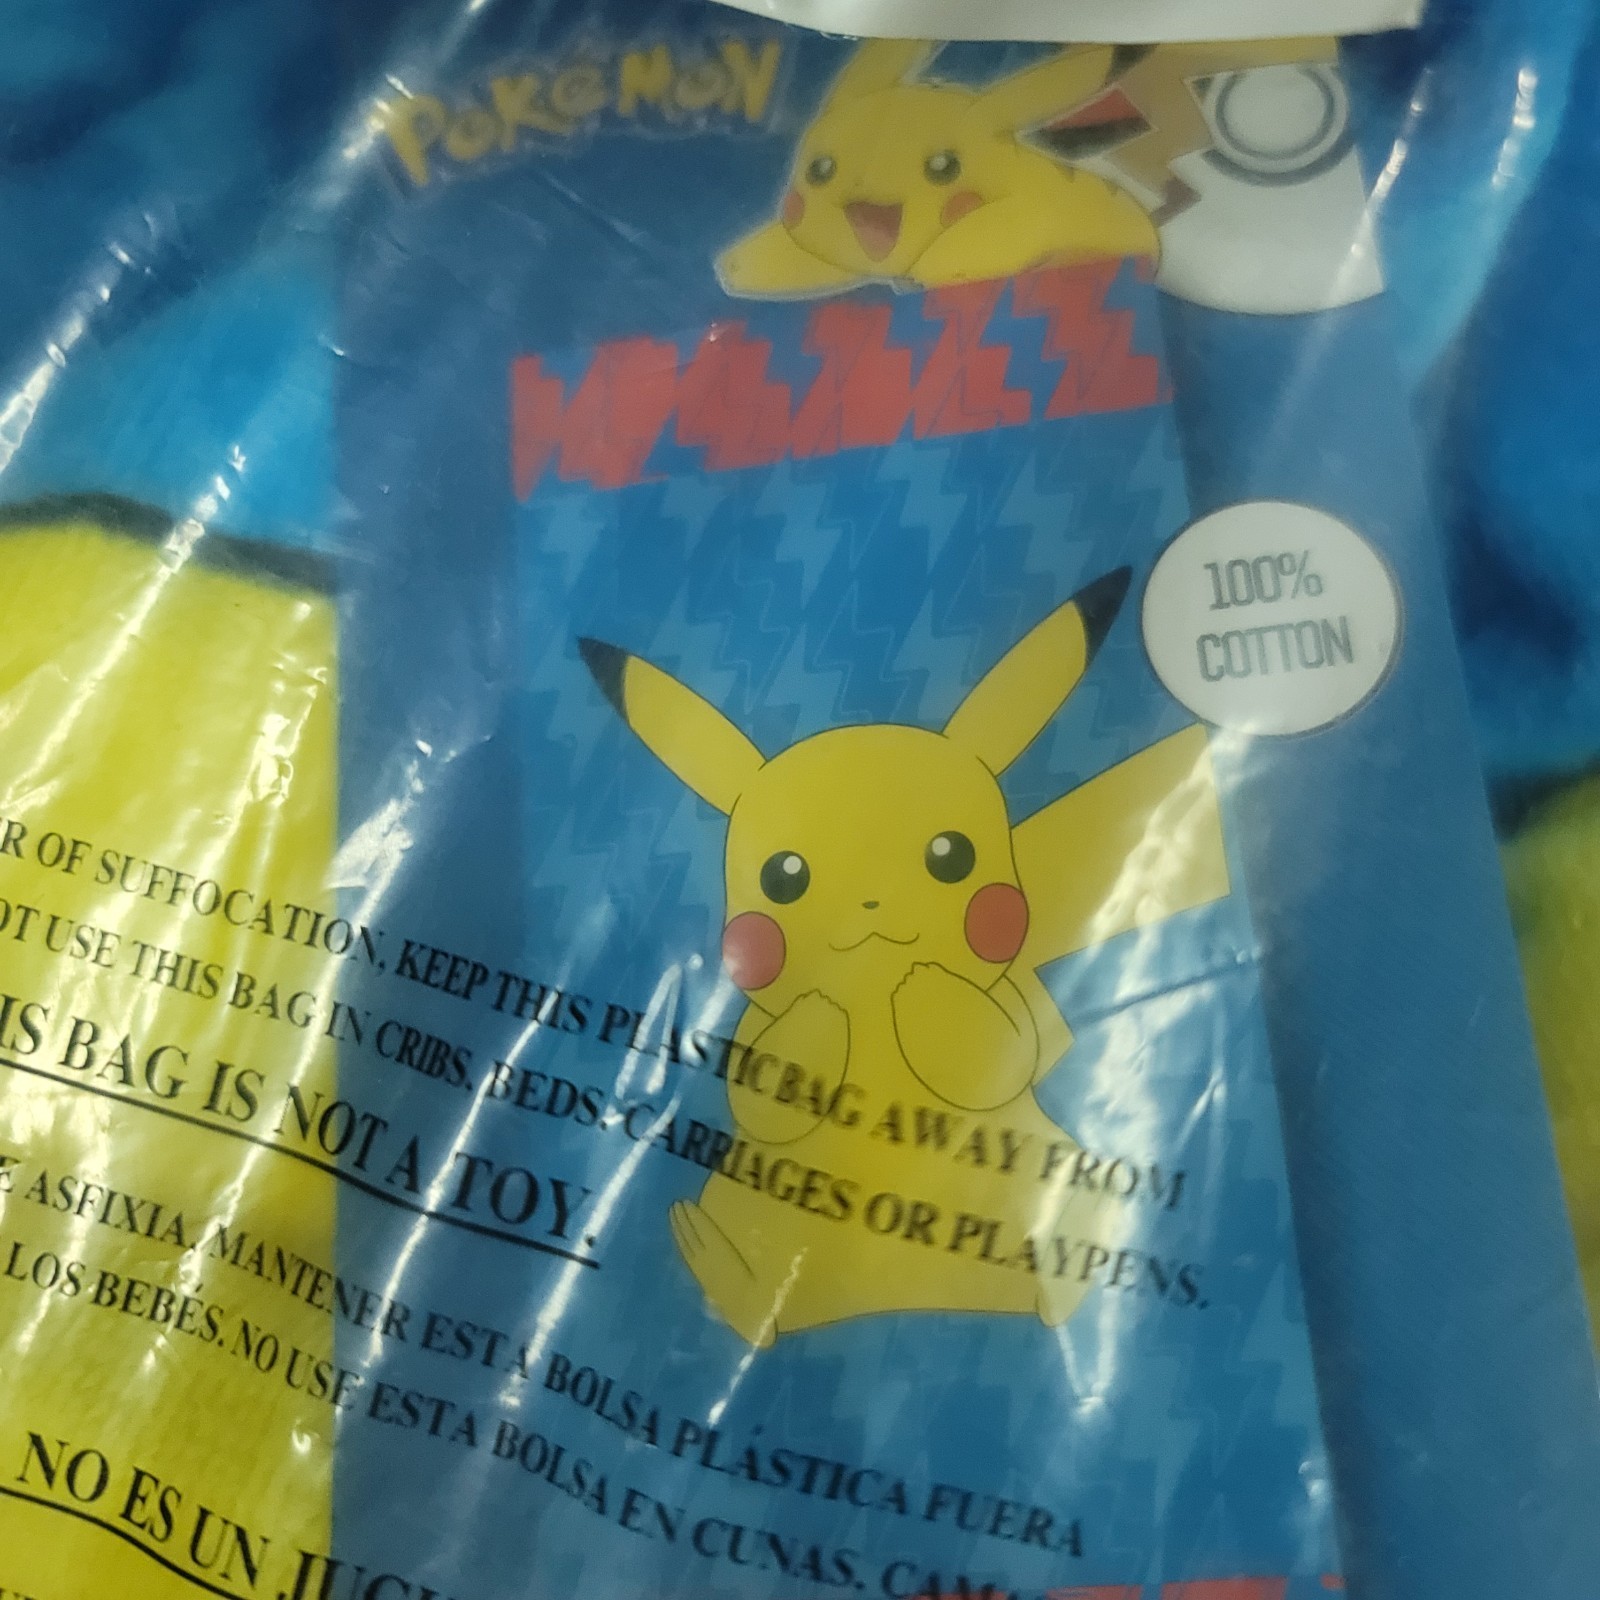 POKéMON
100%
COTTON
R OF SUFFOCATION, KEEP THIS PLASTIC BAG AWAY FROM
OT USE THIS BAG IN CRIBS. BEDS. CARRIAGES OR PLAYPENS.
IS BAG IS NOT A TOY.
E ASFIXIA, MANTENER ESTA BOLSA PLÁSTICA FUERA
LOS BEBÉS. NO USE ESTA BOLSA EN CUNAS. CAMA
NO ES UN JUGU